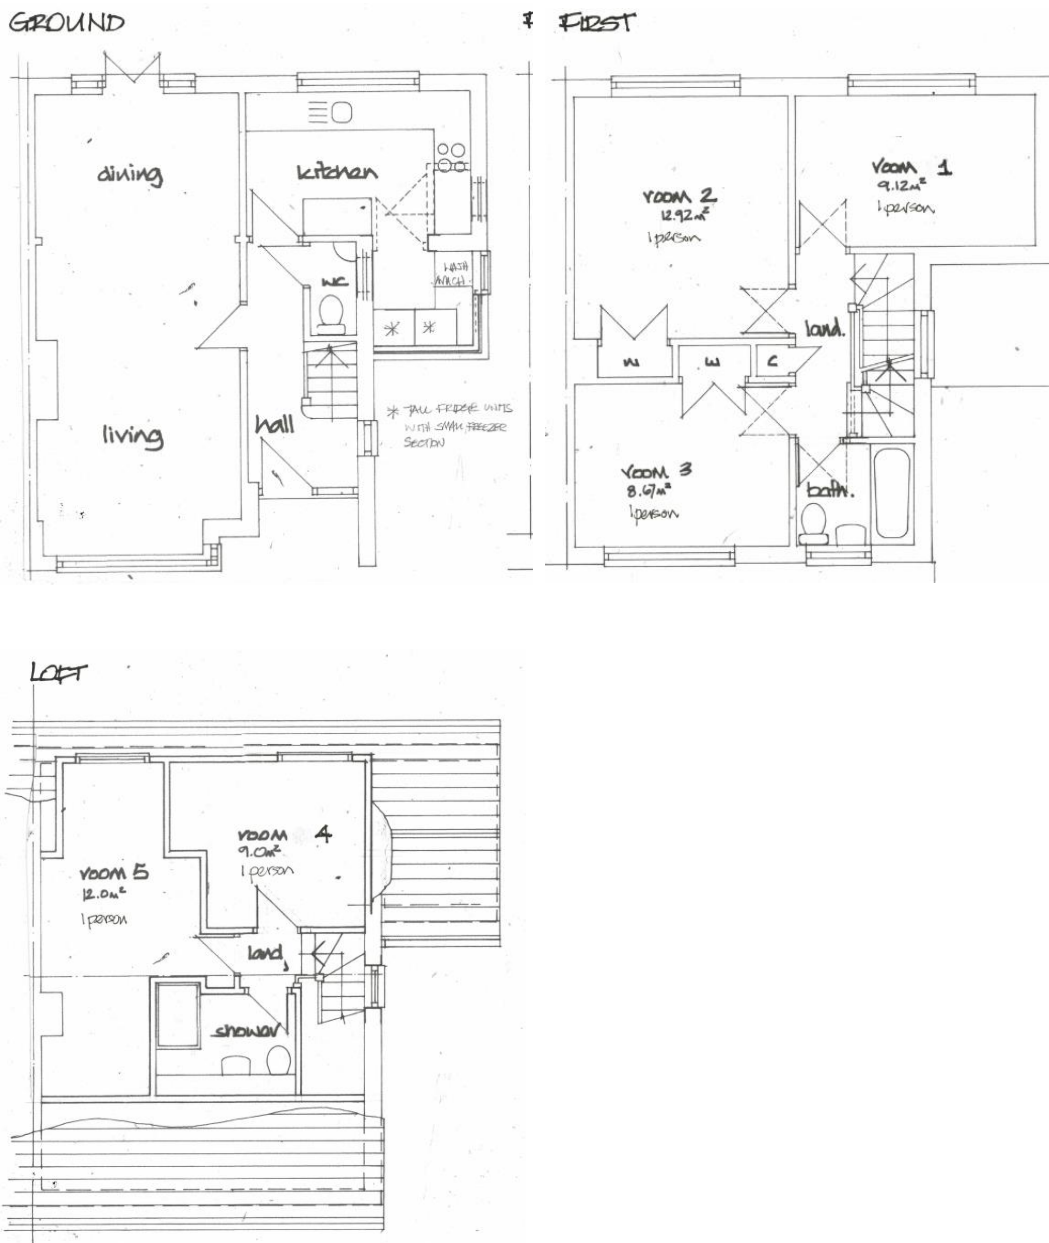 GROUND
dining
kitchen
WC
WASH
MACH.
living
hall
* TALL FRIDGE UNITS
WITH SMALL FREEZER
SECTION
FIRST
room 1
9.12m²
1 person
room 2
12.92m²
1 person
land.
W
W
C
room 3
8.67m²
1 person
bath.
LOFT
room 4
9.0m²
1 person
room 5
12.0m²
1 person
land.
shower